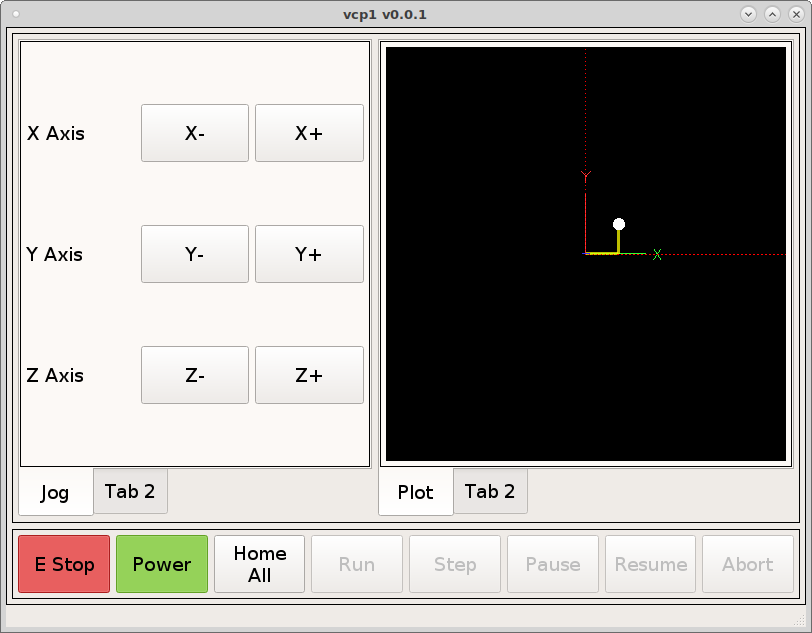 vcp1 v0.0.1
X Axis X- X+
Y Axis Y- Y+
Z Axis Z- Z+
Jog Tab 2
Y
X
Plot Tab 2
E Stop Power Home All Run Step Pause Resume Abort